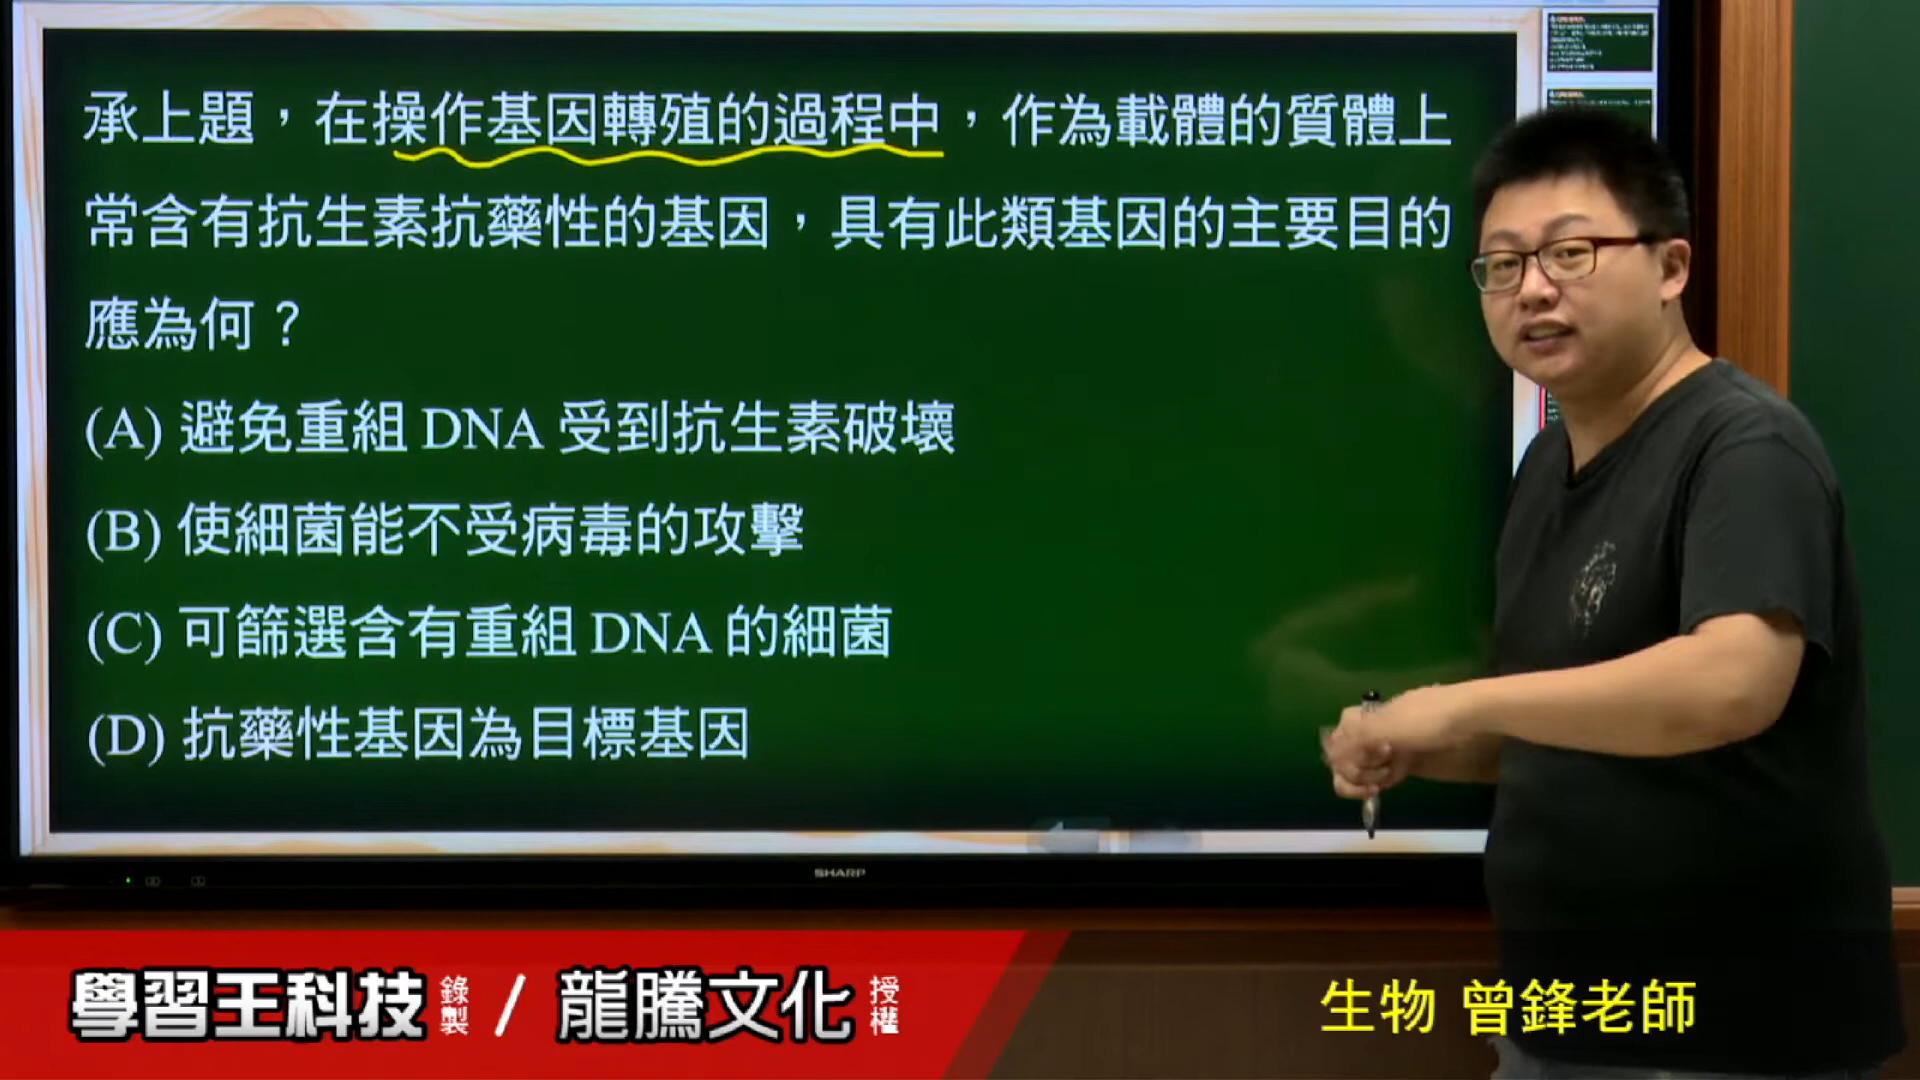 承上題，在操作基因轉殖的過程中，作為載體的質體上
常含有抗生素抗藥性的基因，具有此類基因的主要目的
應為何？
(A) 避免重組 DNA 受到抗生素破壞
(B) 使細菌能不受病毒的攻擊
(C) 可篩選含有重組 DNA 的細菌
(D) 抗藥性基因為目標基因
SHARP
學習王科技 錄製 / 龍騰文化 授權
生物 曾鋒老師